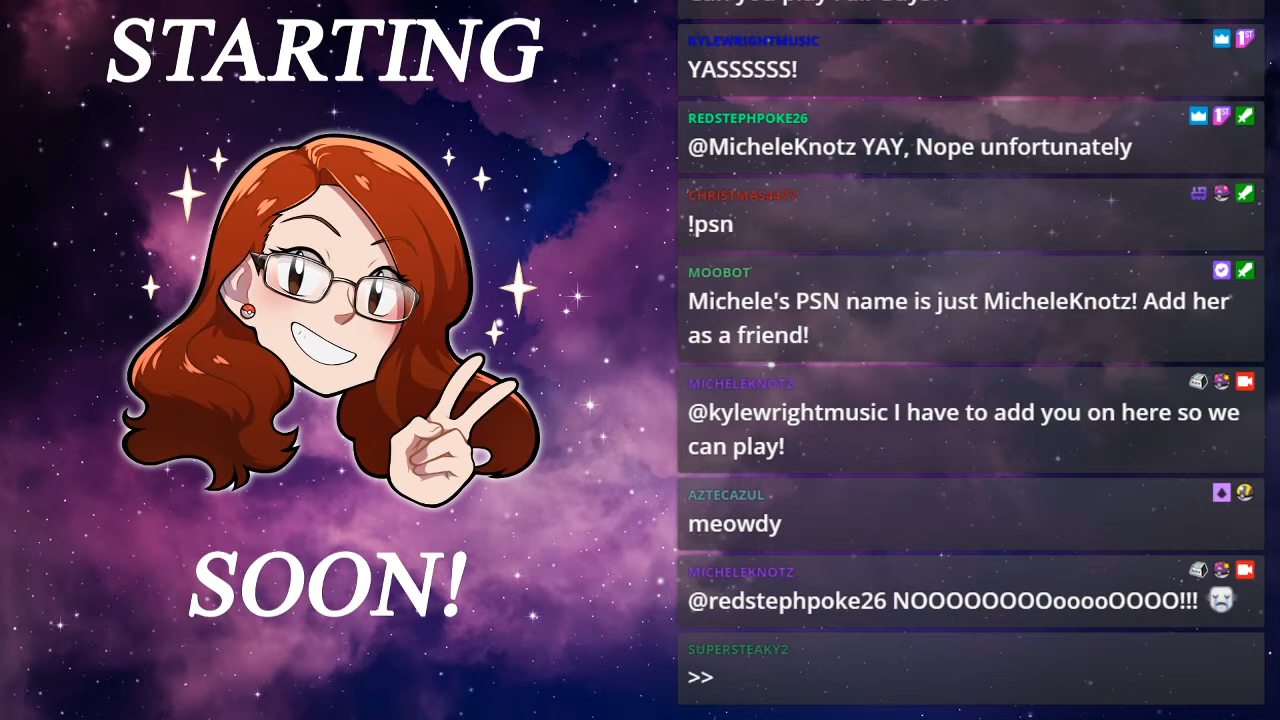 STARTING
SOON!
KYLEWRIGHTMUSIC
YASSSSSS!
REDSTEPHPOKE26
@MicheleKnotz YAY, Nope unfortunately
CHRISTMAS4477
!psn
MOOBOT
Michele's PSN name is just MicheleKnotz! Add her
as a friend!
MICHELEKNOTZ
@kylewrightmusic I have to add you on here so we
can play!
AZTECAZUL
meowdy
MICHELEKNOTZ
@redstephpoke26 NOOOOOOOOooooOOOO!!!
SUPERSTEAKY2
>>